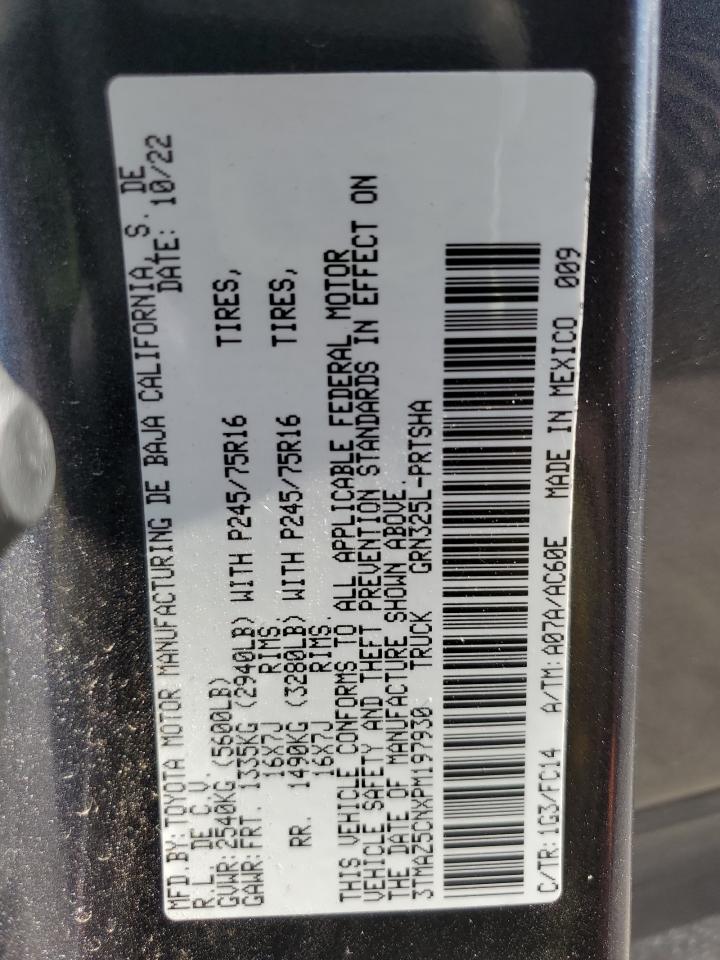 MFD.BY:TOYOTA MOTOR MANUFACTURING DE BAJA CALIFORNIA, S. DE
R.L. DE C.V. DATE: 10/22
GVWR:2540KG (5600LB)
GAWR:FRT. 1335KG (2940LB) WITH P245/75R16 TIRES,
16X7J RIMS.
RR. 1490KG (3280LB) WITH P245/75R16 TIRES,
16X7J RIMS.
THIS VEHICLE CONFORMS TO ALL APPLICABLE FEDERAL MOTOR
VEHICLE SAFETY AND THEFT PREVENTION STANDARDS IN EFFECT ON
THE DATE OF MANUFACTURE SHOWN ABOVE.
3TMAZ5CNXPM197930 TRUCK GRN325L-PRTSHA
C/TR:1G3/FC14 A/TM:A07A/AC60E MADE IN MEXICO 009